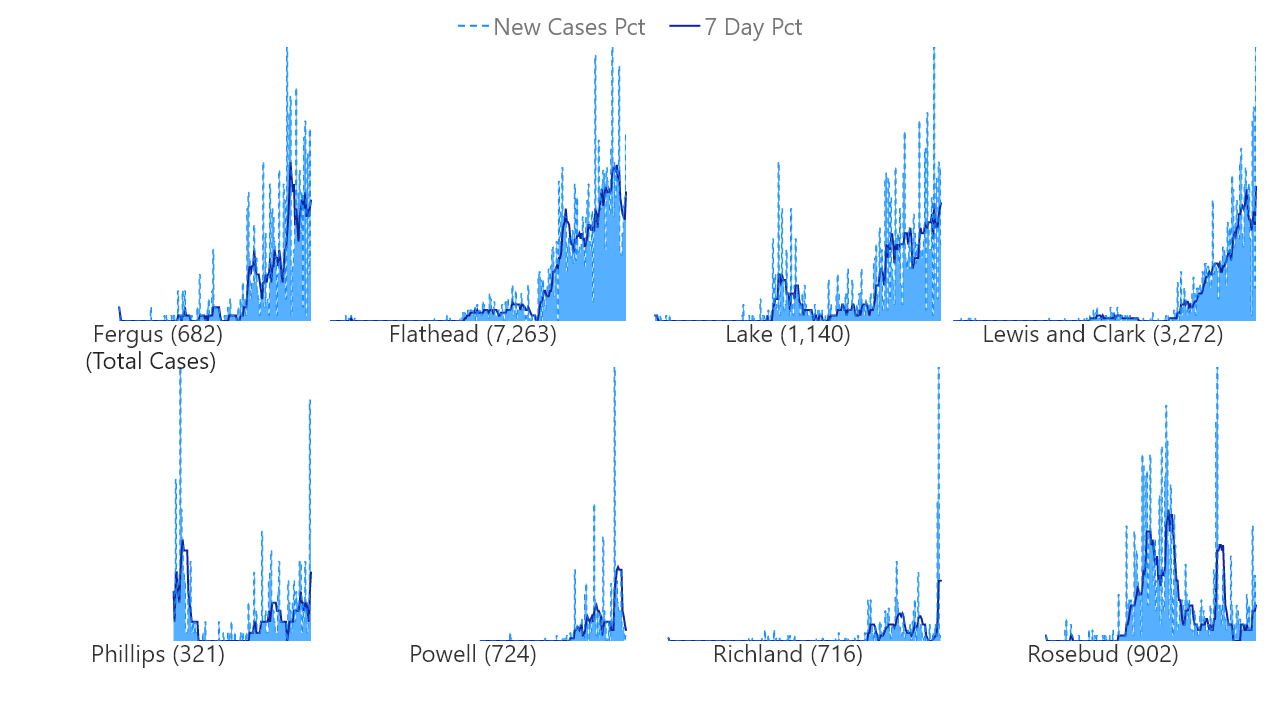 New Cases Pct 7 Day Pct
Fergus (682) Flathead (7,263) Lake (1,140) Lewis and Clark (3,272)
(Total Cases)
Phillips (321) Powell (724) Richland (716) Rosebud (902)